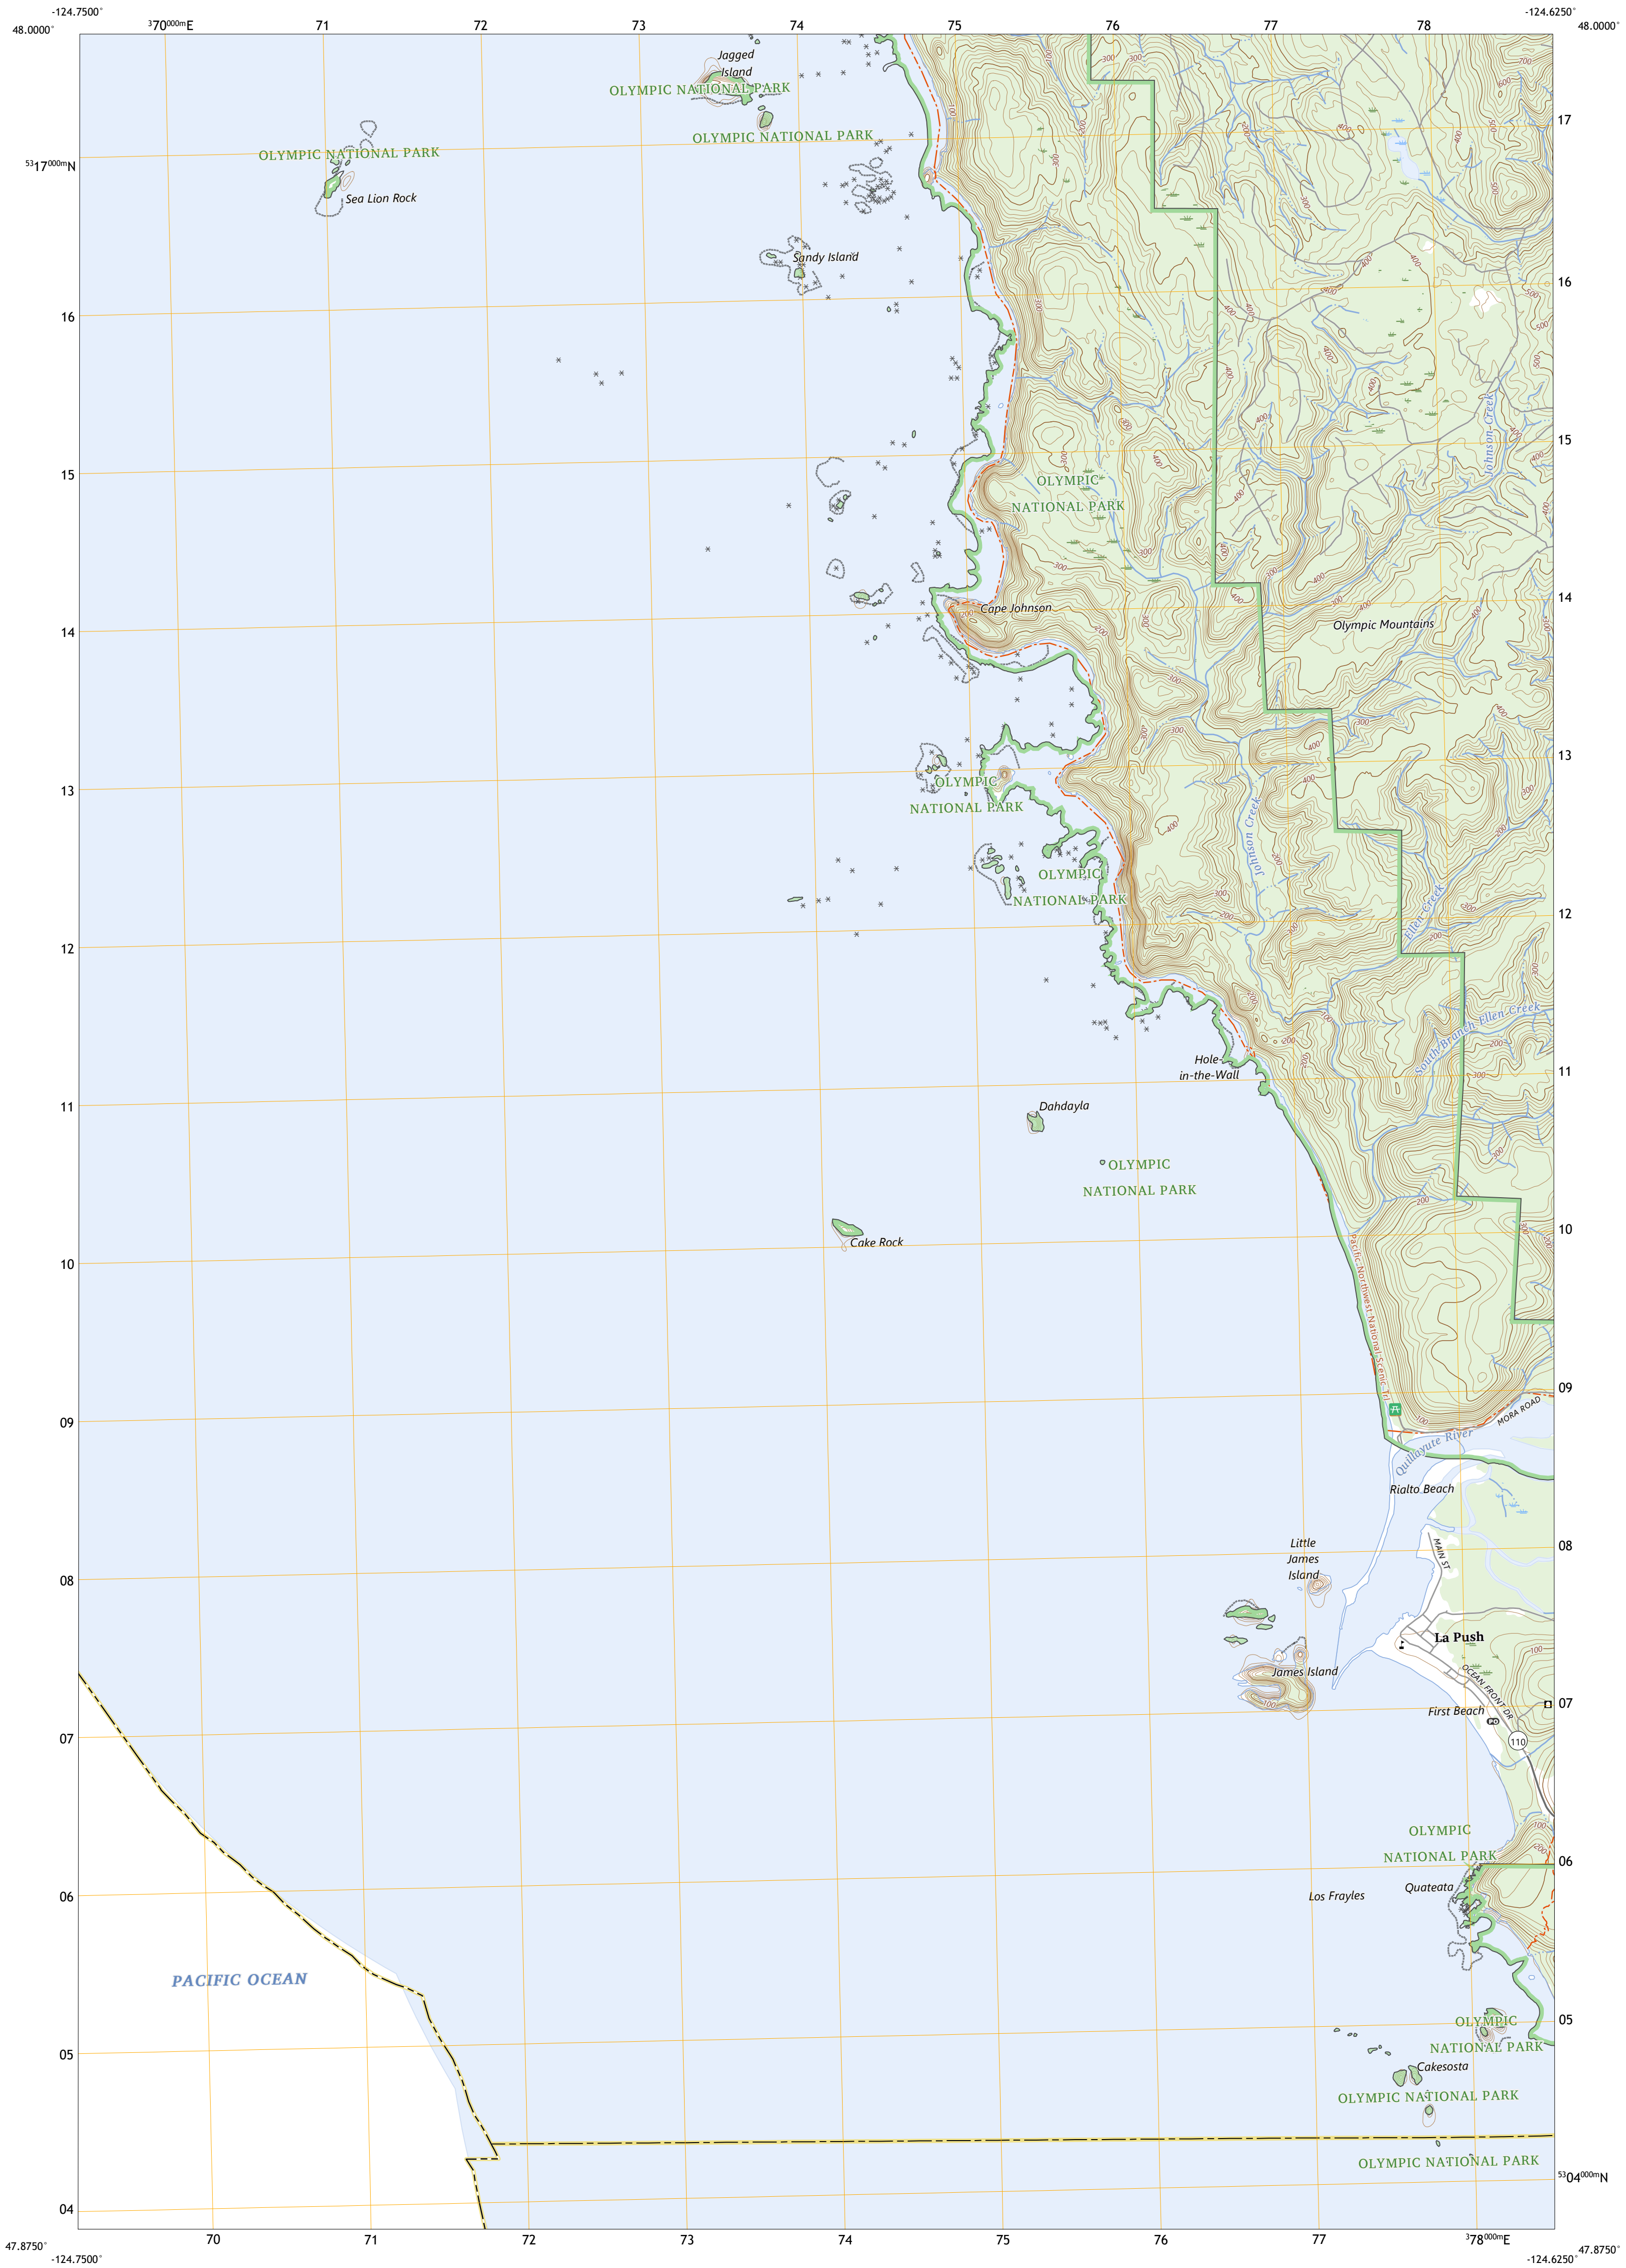 -124.7500°
-124.6250°
48.0000°
³70⁰⁰⁰ᵐE
71
72
73
74
75
76
77
78
48.0000°
Jagged
Island
OLYMPIC NATIONAL PARK
OLYMPIC NATIONAL PARK
OLYMPIC NATIONAL PARK
⁵³17⁰⁰⁰ᵐN
17
Sea Lion Rock
Sandy Island
16
16
15
15
Johnson Creek
OLYMPIC
NATIONAL PARK
14
14
Cape Johnson
Olympic Mountains
13
13
OLYMPIC
NATIONAL PARK
Johnson Creek
OLYMPIC
NATIONAL PARK
Ellen Creek
12
12
South Branch Ellen Creek
Hole-
in-the-Wall
11
11
Dahdayla
OLYMPIC
NATIONAL PARK
10
10
Cake Rock
Pacific Northwest National Scenic Trl
09
09
MORA ROAD
Quillayute River
Rialto Beach
08
08
MAIN ST
Little
James
Island
La Push
James Island
OCEAN FRONT DR
07
07
First Beach
PO
110
OLYMPIC
NATIONAL PARK
06
06
Quateata
Los Frayles
PACIFIC OCEAN
05
05
OLYMPIC
NATIONAL PARK
Cakesosta
OLYMPIC NATIONAL PARK
OLYMPIC NATIONAL PARK
⁵³04⁰⁰⁰ᵐN
04
70
71
72
73
74
75
76
77
³78⁰⁰⁰ᵐE
47.8750°
47.8750°
-124.7500°
-124.6250°